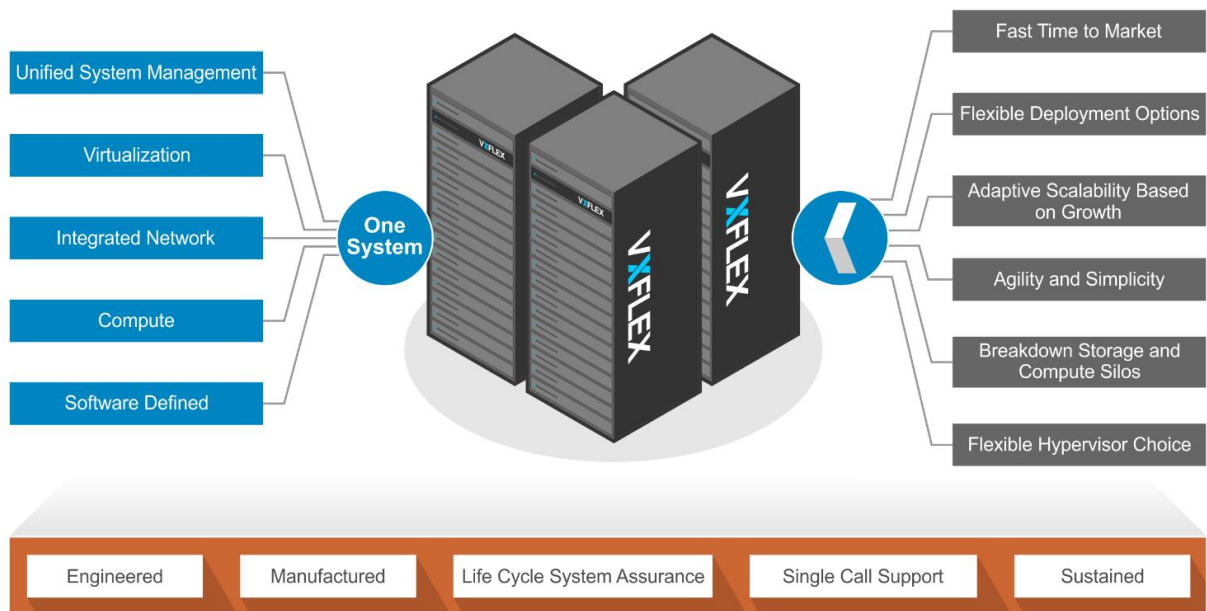 Unified System Management
Virtualization
Integrated Network
Compute
Software Defined
One
System
VXFLEX
VXFLEX
VXFLEX
VXFLEX
Fast Time to Market
Flexible Deployment Options
Adaptive Scalability Based
on Growth
Agility and Simplicity
Breakdown Storage and
Compute Silos
Flexible Hypervisor Choice
Engineered
Manufactured
Life Cycle System Assurance
Single Call Support
Sustained